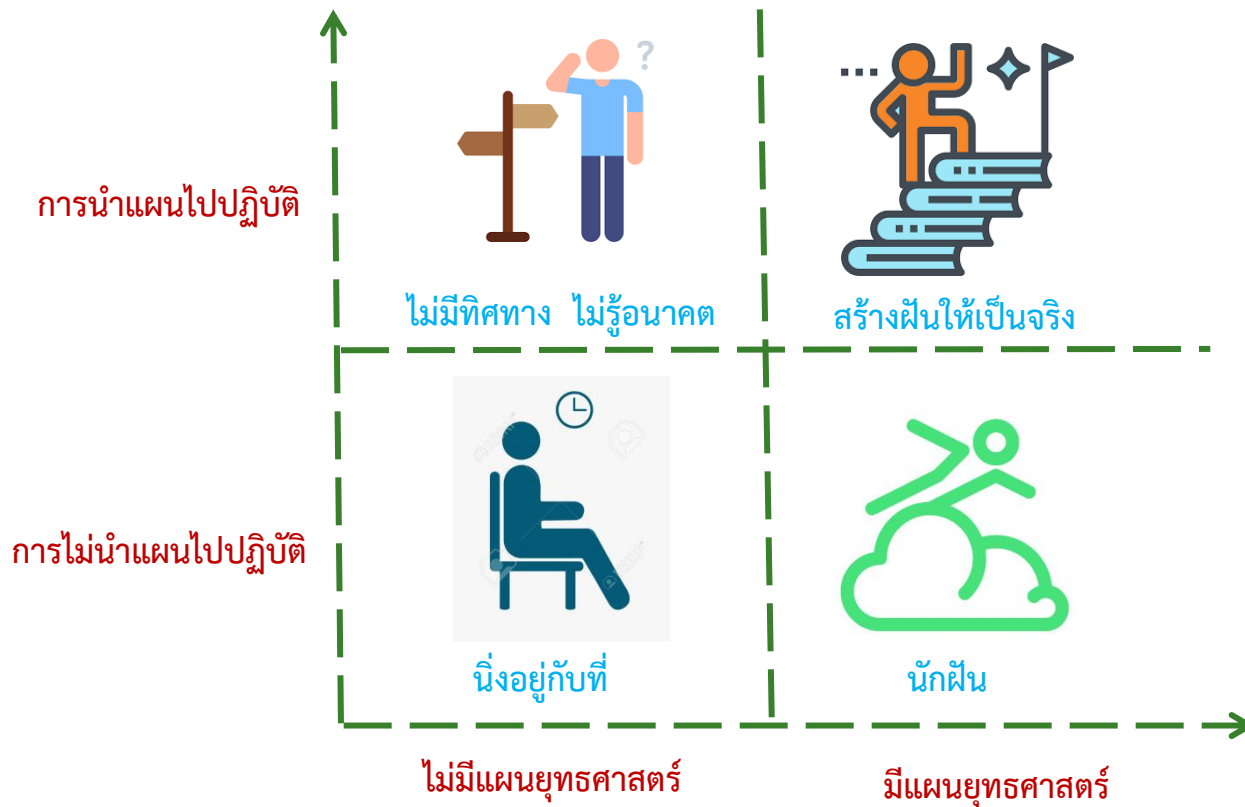 ?
การนำแผนไปปฏิบัติ
ไม่มีทิศทาง ไม่รู้อนาคต
สร้างฝันให้เป็นจริง
การไม่นำแผนไปปฏิบัติ
นิ่งอยู่กับที่
นักฝัน
ไม่มีแผนยุทธศาสตร์
มีแผนยุทธศาสตร์